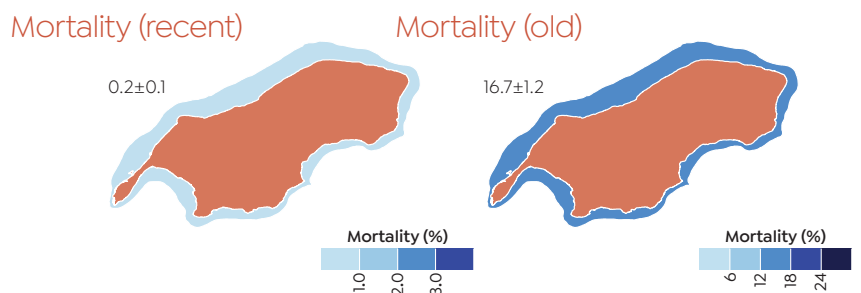 Mortality (recent)
0.2±0.1
Mortality (%)
1.0
2.0
3.0
Mortality (old)
16.7±1.2
Mortality (%)
6
12
18
24